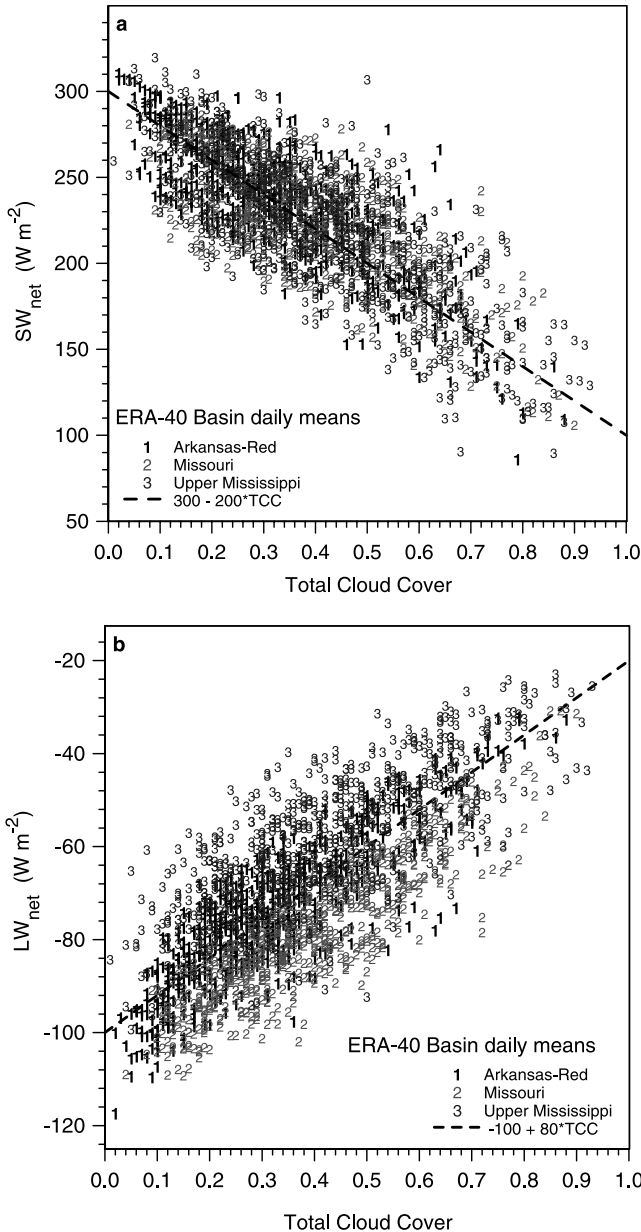 a
300
250
200
150
100
50
SWnet (W m-2)
ERA-40 Basin daily means
1 Arkansas-Red
2 Missouri
3 Upper Mississippi
300 - 200*TCC
0.0 0.1 0.2 0.3 0.4 0.5 0.6 0.7 0.8 0.9 1.0
Total Cloud Cover
b
-20
-40
-60
-80
-100
-120
LWnet (W m-2)
ERA-40 Basin daily means
1 Arkansas-Red
2 Missouri
3 Upper Mississippi
-100 + 80*TCC
0.0 0.1 0.2 0.3 0.4 0.5 0.6 0.7 0.8 0.9 1.0
Total Cloud Cover